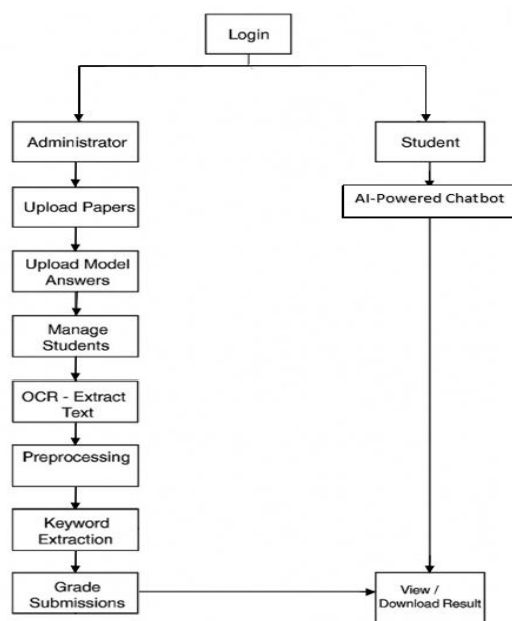 Login
Administrator
Student
Upload Papers
AI-Powered Chatbot
Upload Model
Answers
Manage
Students
OCR - Extract
Text
Preprocessing
Keyword
Extraction
Grade
Submissions
View /
Download Result